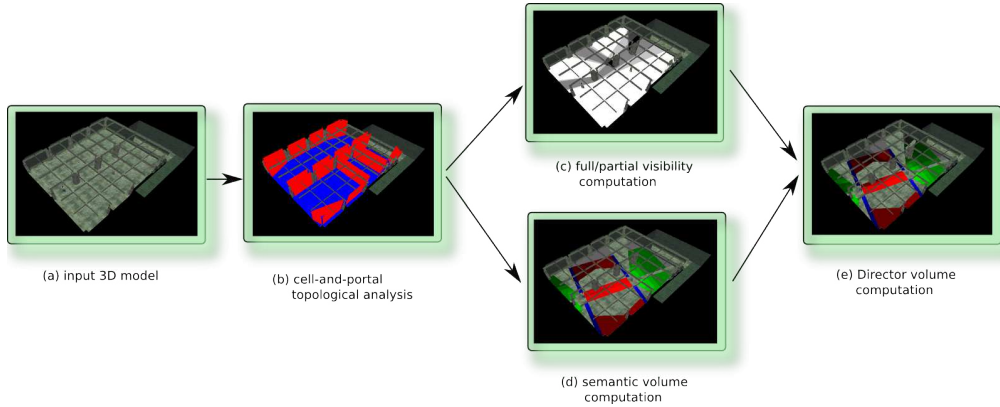 (a) input 3D model
(b) cell-and-portal
topological analysis
(c) full/partial visibility
computation
(d) semantic volume
computation
(e) Director volume
computation